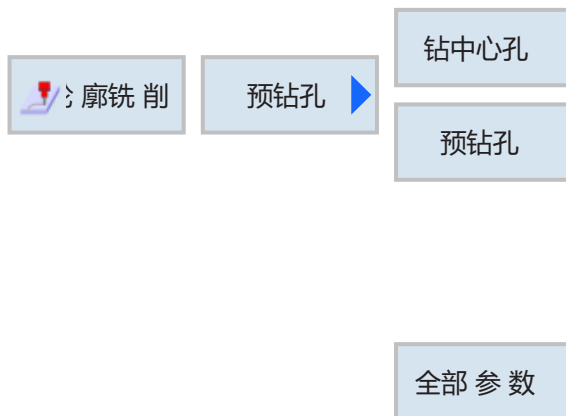 钻中心孔
廓铣 削
预钻孔
预钻孔
全部 参 数